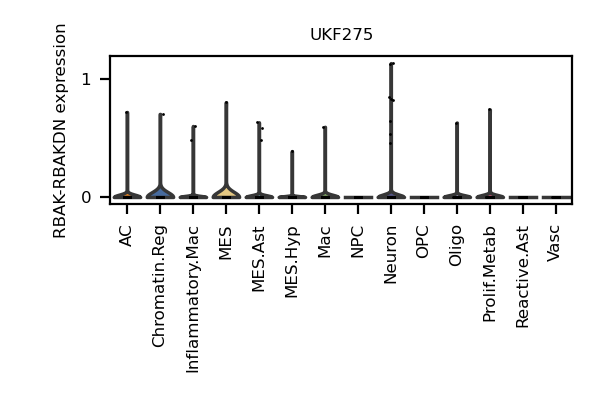 UKF275
RBAK-RBAKDN expression
1
0
AC
Chromatin.Reg
Inflammatory.Mac
MES
MES.Ast
MES.Hyp
Mac
NPC
Neuron
OPC
Oligo
Prolif.Metab
Reactive.Ast
Vasc